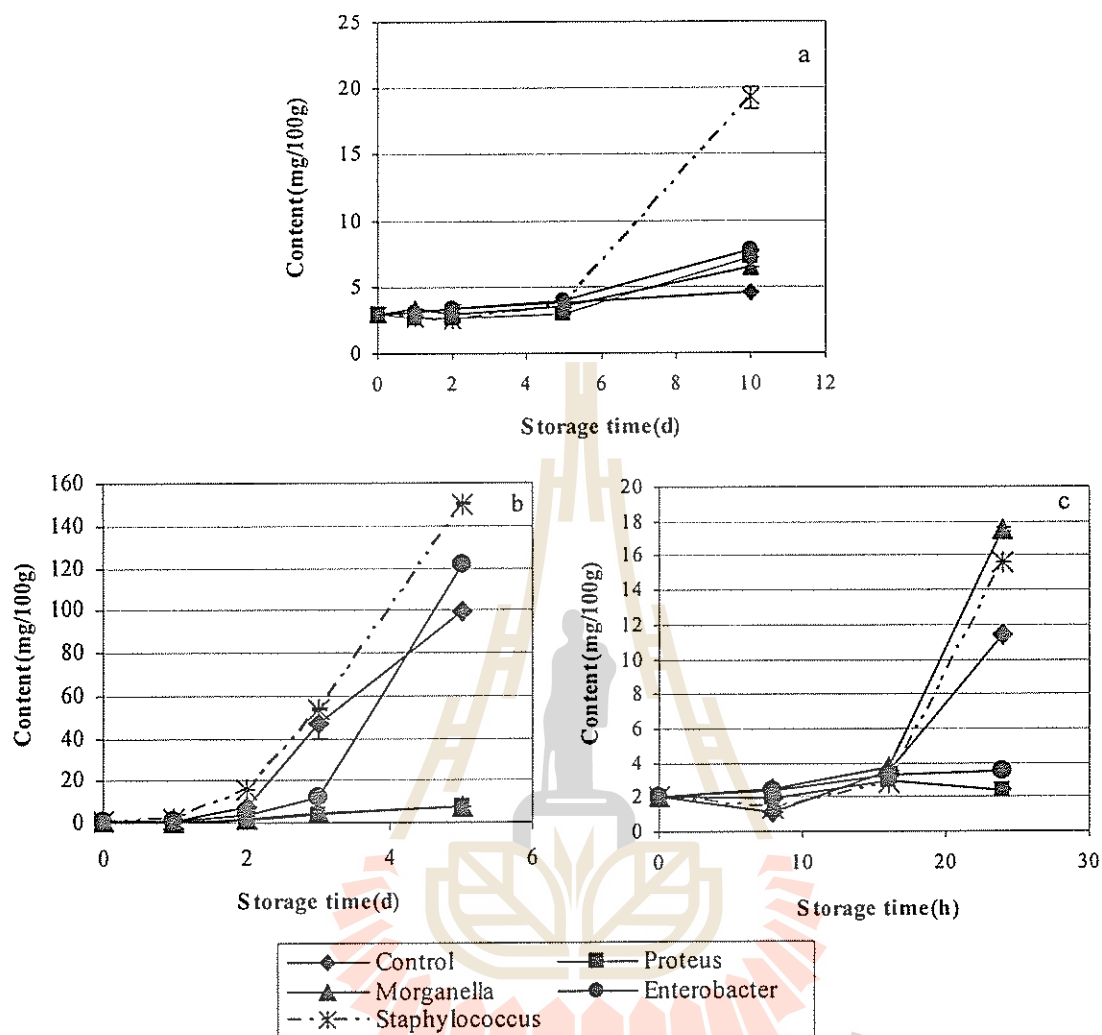 a
25
20
15
10
5
0
Content(mg/100g)
0 2 4 6 8 10 12
Storage time(d)
b
160
140
120
100
80
60
40
20
0
Content(mg/100g)
0 2 4 6
Storage time(d)
c
20
18
16
14
12
10
8
6
4
2
0
Content(mg/100g)
0 10 20 30
Storage time(h)
Control Proteus
Morganella Enterobacter
Staphylococcus